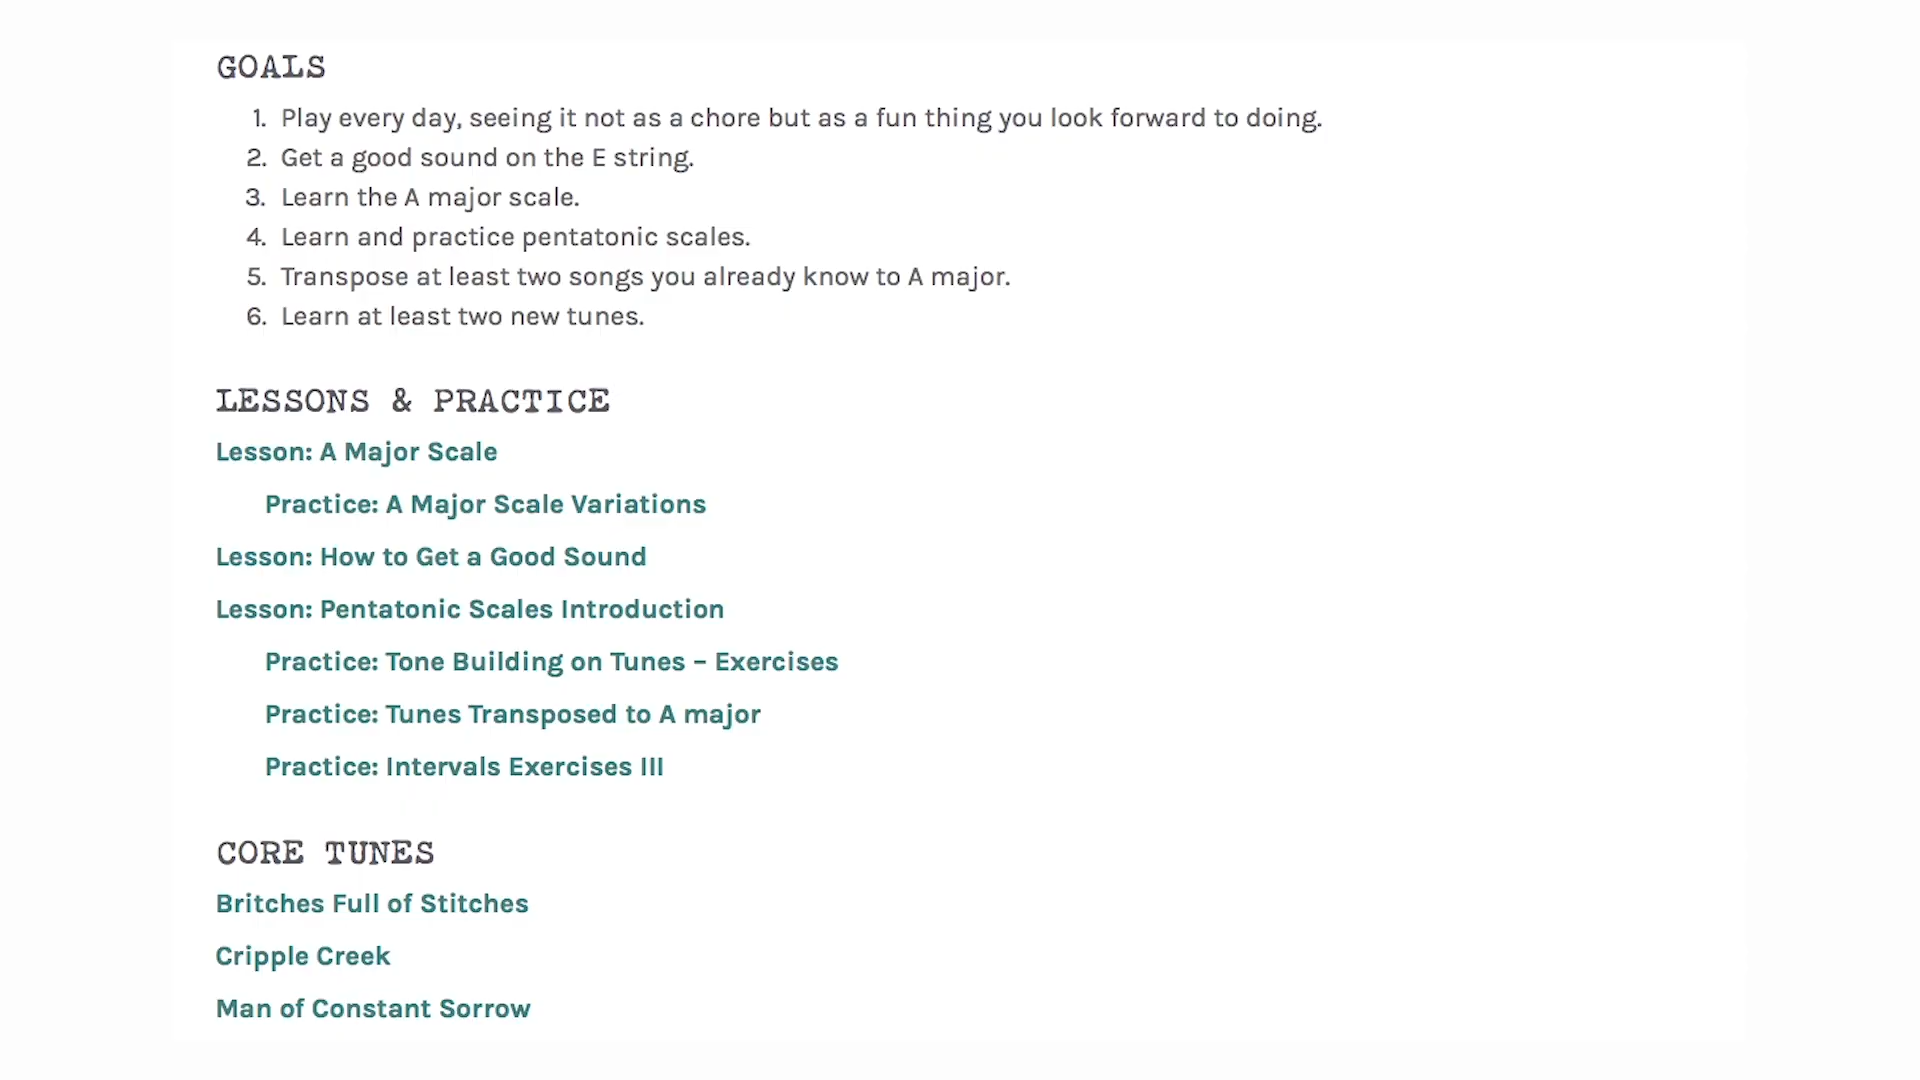 GOALS
1. Play every day, seeing it not as a chore but as a fun thing you look forward to doing.
2. Get a good sound on the E string.
3. Learn the A major scale.
4. Learn and practice pentatonic scales.
5. Transpose at least two songs you already know to A major.
6. Learn at least two new tunes.
LESSONS & PRACTICE
Lesson: A Major Scale
Practice: A Major Scale Variations
Lesson: How to Get a Good Sound
Lesson: Pentatonic Scales Introduction
Practice: Tone Building on Tunes – Exercises
Practice: Tunes Transposed to A major
Practice: Intervals Exercises III
CORE TUNES
Britches Full of Stitches
Cripple Creek
Man of Constant Sorrow